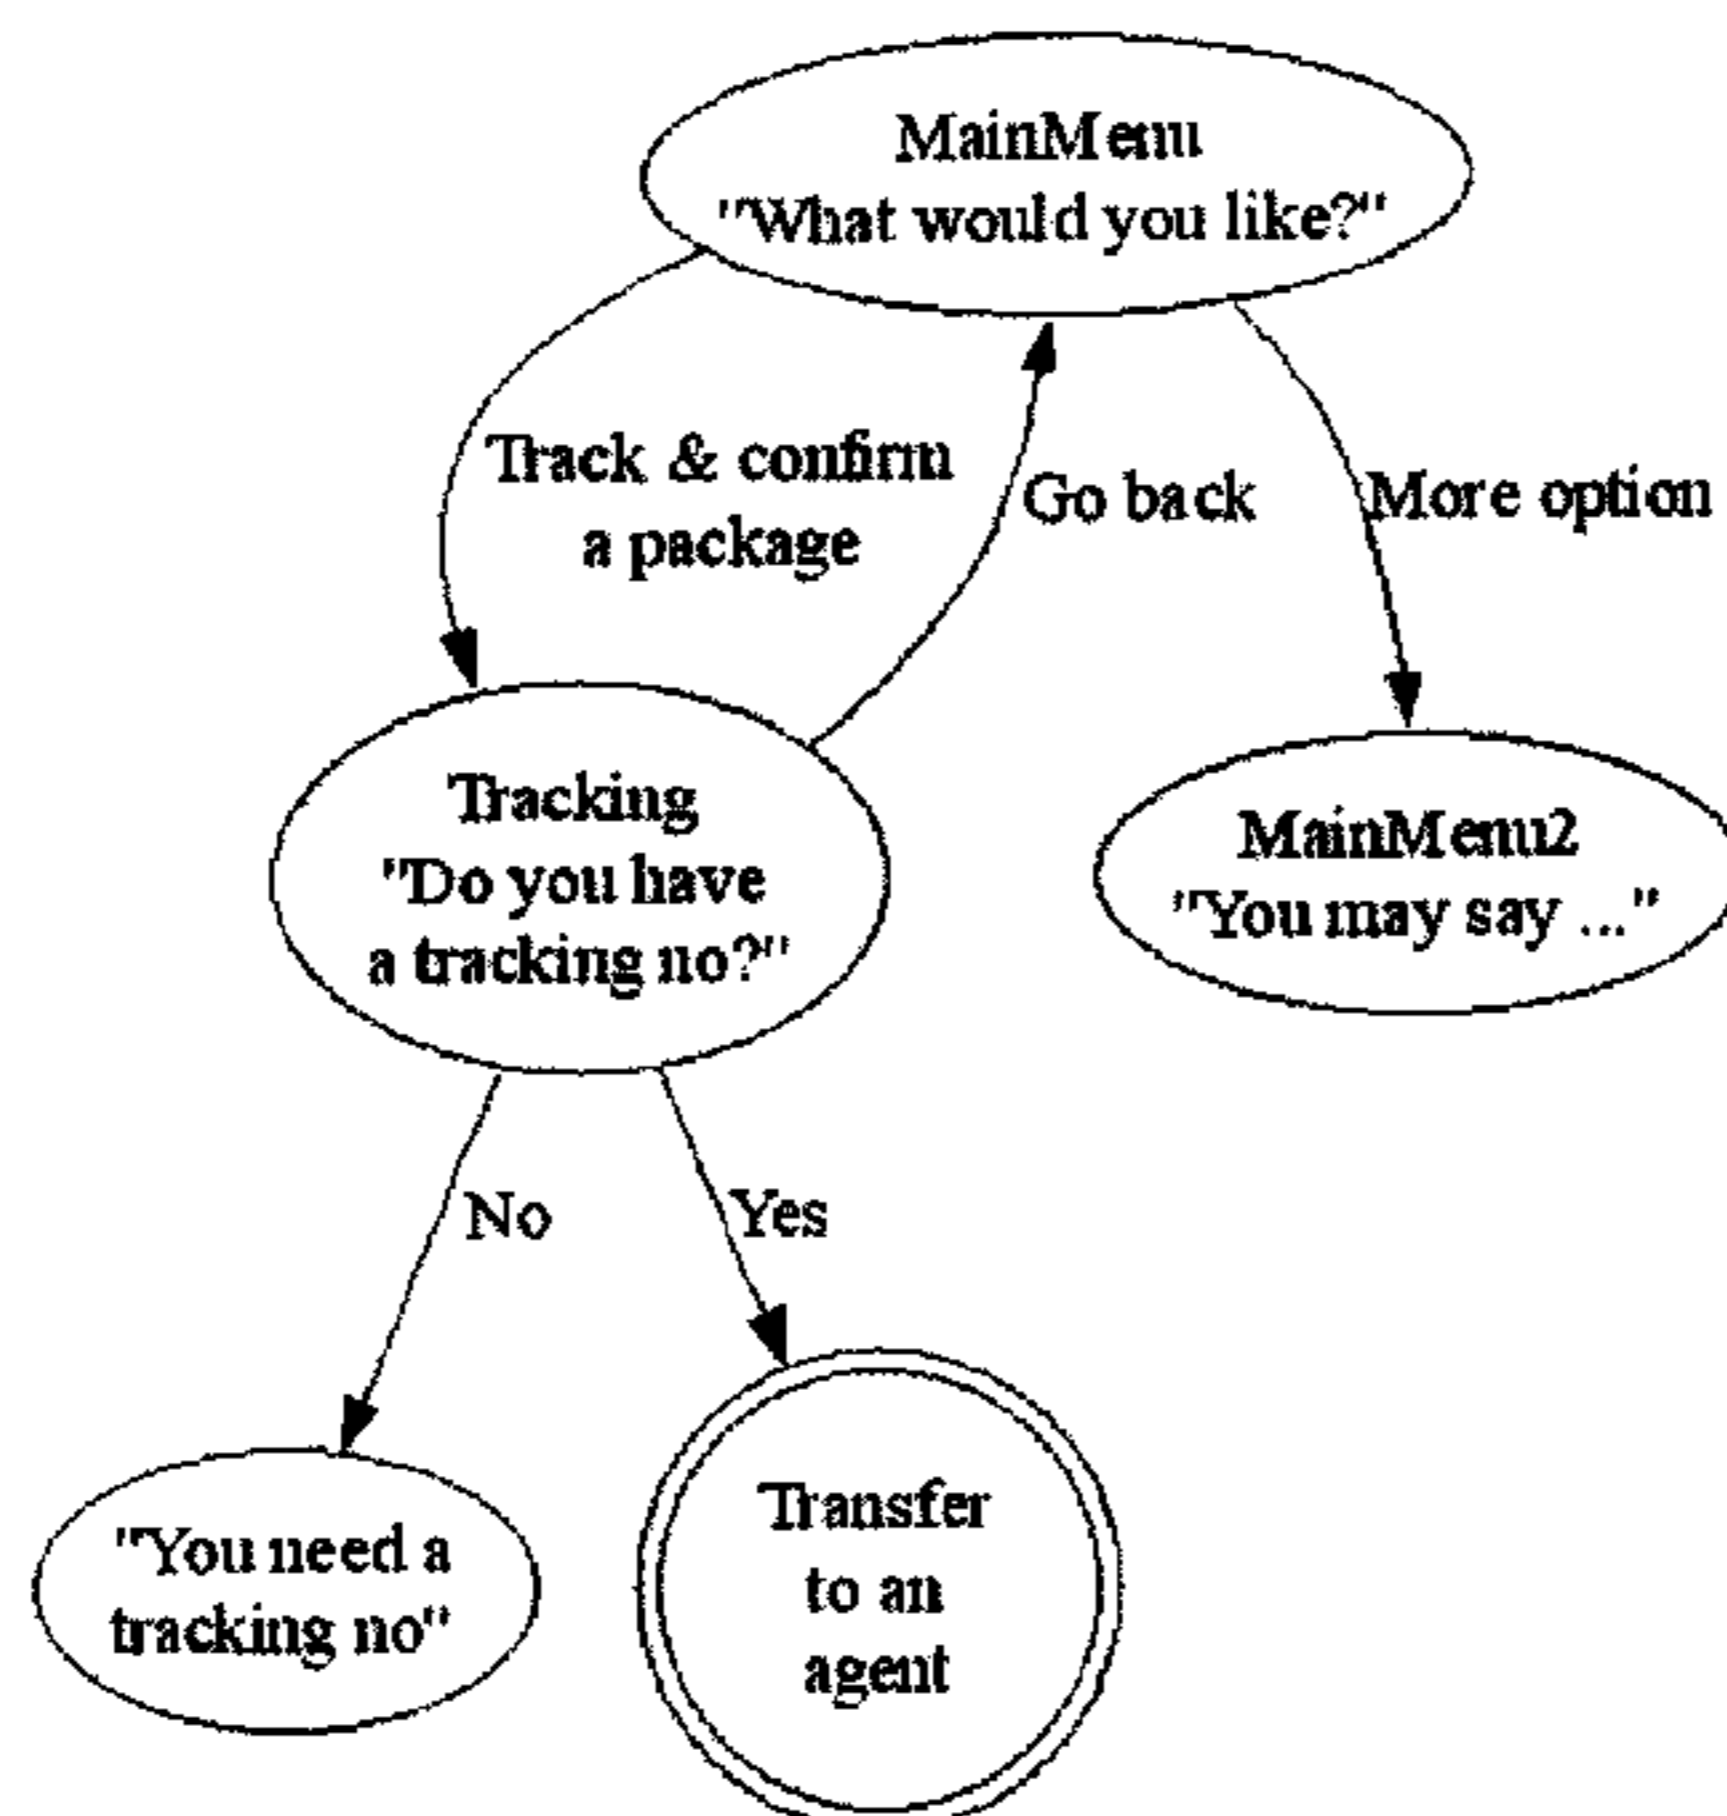 MainMenu
"What would you like?"
Track & confirm
a package
Go back
More option
Tracking
"Do you have
a tracking no?"
MainMenu2
"You may say ..."
No
Yes
"You need a
tracking no"
Transfer
to an
agent